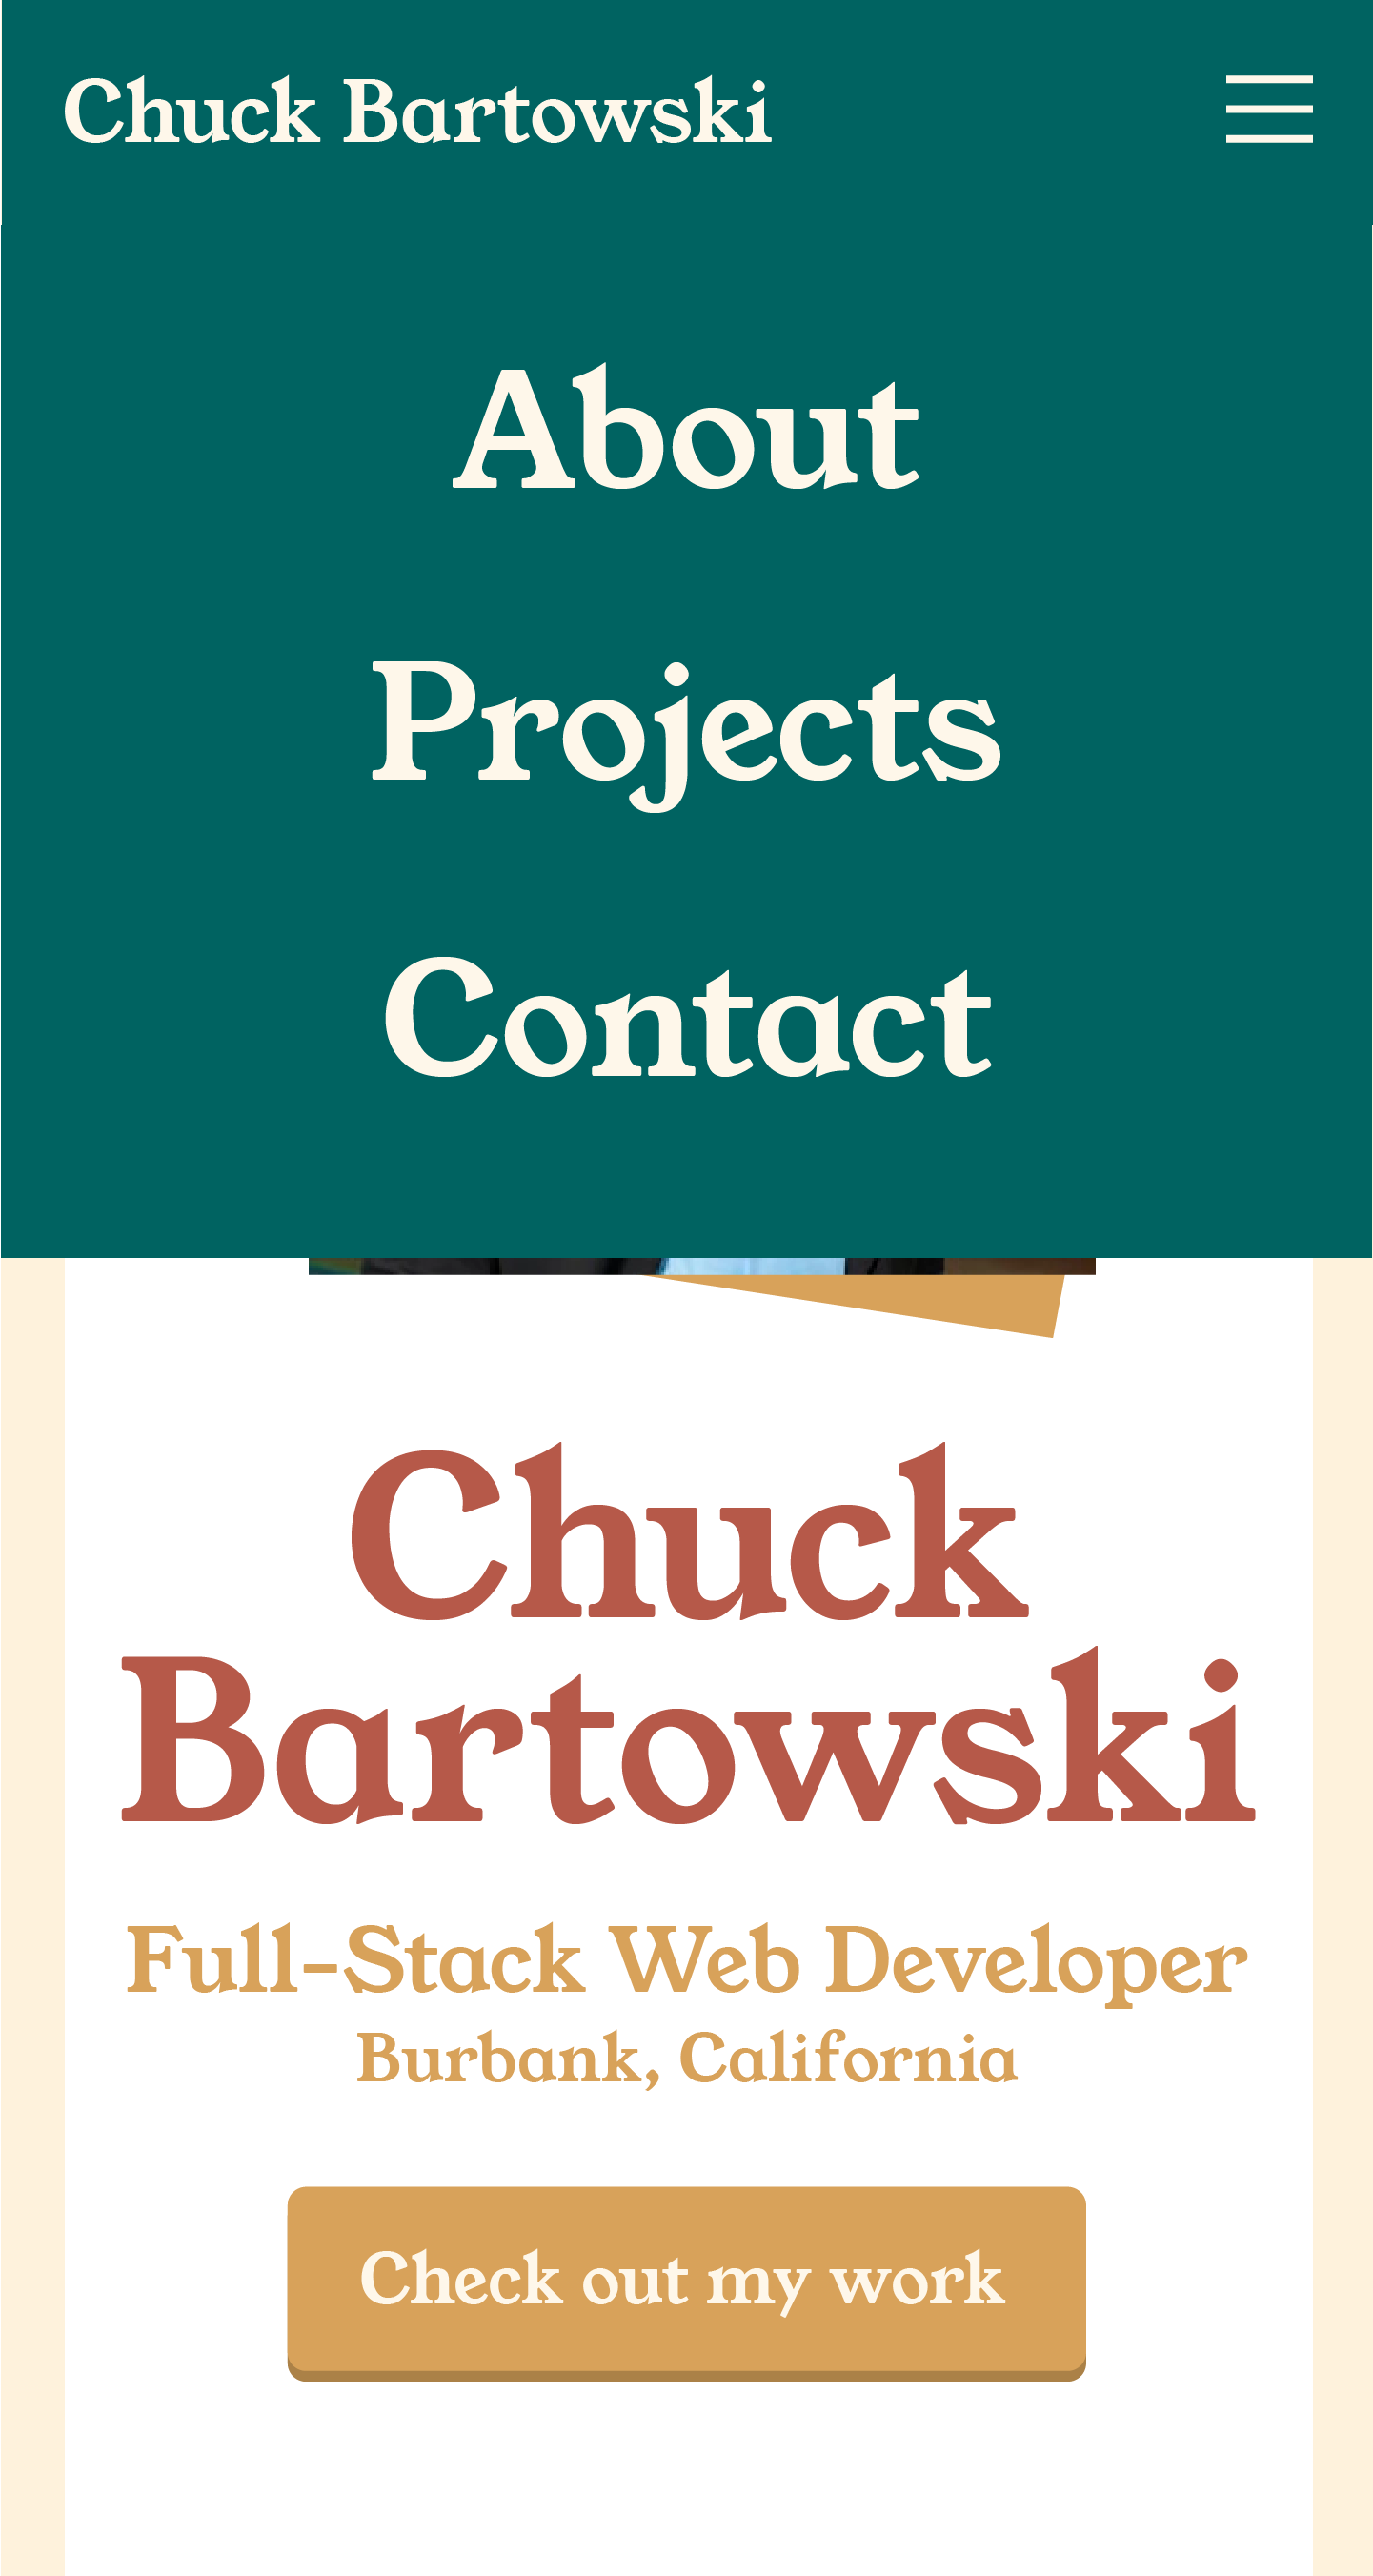 Chuck Bartowski
About
Projects
Contact
Chuck
Bartowski
Full-Stack Web Developer
Burbank, California
Check out my work